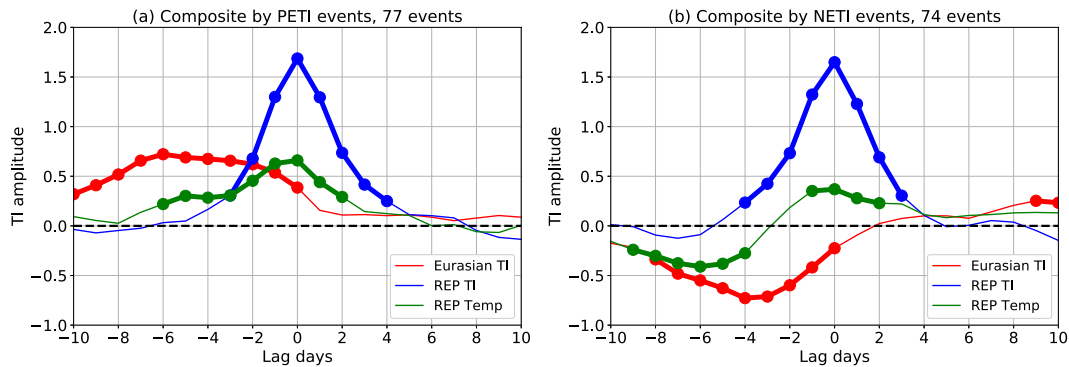 (a) Composite by PETI events, 77 events
2.0
1.5
1.0
0.5
0.0
−0.5
−1.0
TI amplitude
Eurasian TI
REP TI
REP Temp
−10 −8 −6 −4 −2 0 2 4 6 8 10
Lag days
(b) Composite by NETI events, 74 events
2.0
1.5
1.0
0.5
0.0
−0.5
−1.0
TI amplitude
Eurasian TI
REP TI
REP Temp
−10 −8 −6 −4 −2 0 2 4 6 8 10
Lag days